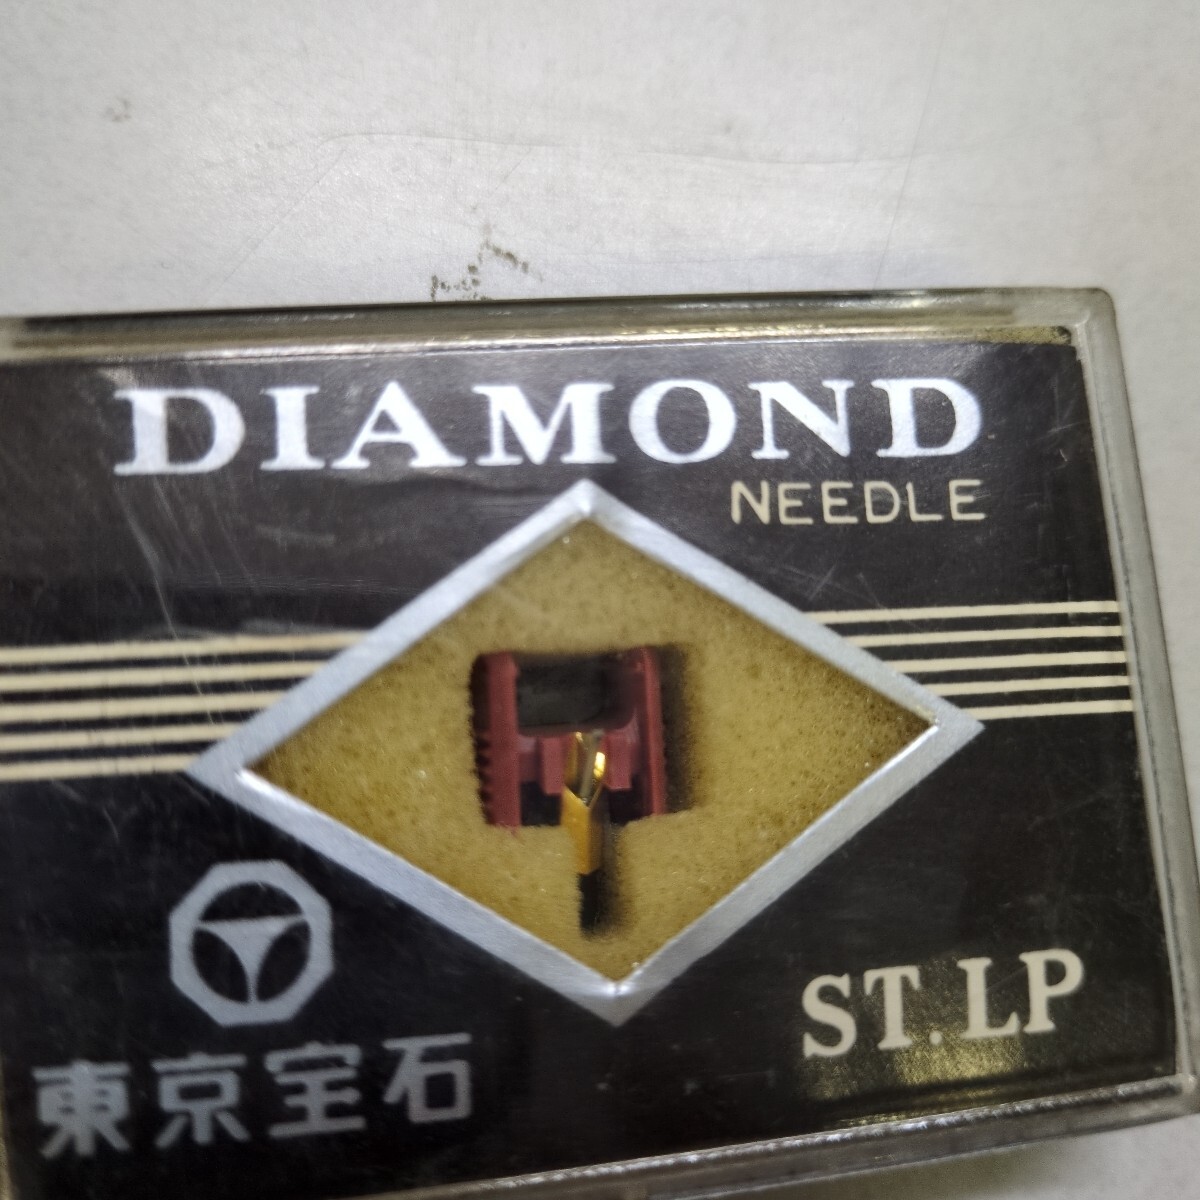 DIAMOND
NEEDLE
ST.LP
東京宝石